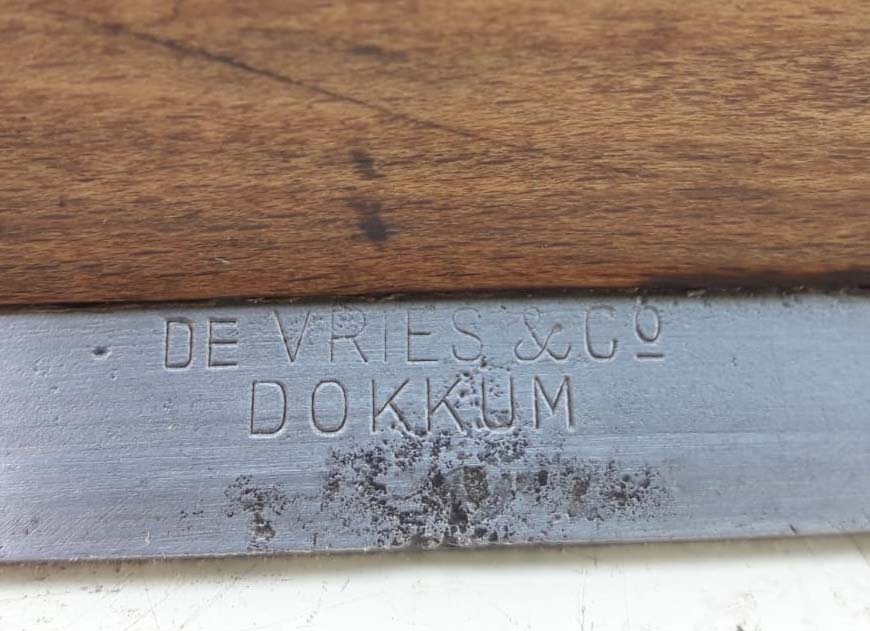 DE VRIES & Cº
DOKKUM